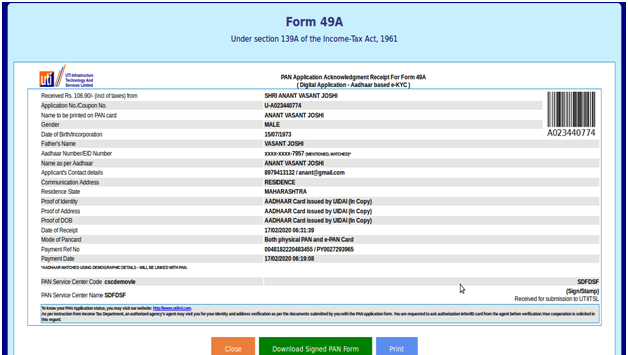 Form 49A
Under section 139A of the Income-Tax Act, 1961
uti UTI Infrastructure Technology And Services Limited
PAN Application Acknowledgment Receipt For Form 49A
( Digital Application - Aadhaar based e-KYC )
Received Rs. 106.90/- (incl of taxes) from SHRI ANANT VASANT JOSHI
Application No./Coupon No. U-A023440774
Name to be printed on PAN card ANANT VASANT JOSHI
Gender MALE
A023440774
Date of Birth/Incorporation 15/07/1973
Father's Name VASANT JOSHI
Aadhaar Number/EID Number xxxx-xxxx-7957 (MENTIONED, MATCHED)*
Name as per Aadhaar ANANT VASANT JOSHI
Applicant's Contact details 8979413132 / anant@gmail.com
Communication Address RESIDENCE
Residence State MAHARASHTRA
Proof of Identity AADHAAR Card issued by UIDAI (In Copy)
Proof of Address AADHAAR Card issued by UIDAI (In Copy)
Proof of DOB AADHAAR Card issued by UIDAI (In Copy)
Date of Receipt 17/02/2020 06:31:39
Mode of Pancard Both physical PAN and e-PAN Card
Payment Ref No 0048182220483455 / PY0027293965
Payment Date 17/02/2020 06:19:08
*AADHAAR MATCHED USING DEMOGRAPHIC DETAILS - WILL BE LINKED WITH PAN.
PAN Service Center Code cscdemovle SDFDSF
(Sign/Stamp)
PAN Service Center Name SDFDSF
Received for submission to UTIITSL
To know your PAN Application status, you may visit our website: http://www.utiitsl.com.
As per instruction from Income Tax Department, an authorized agency's agent may visit you for your identity and address verification as per the documents submitted by you with the PAN application form. You are requested to ask authorization letter/ID card from the agent before verification.Your cooperation is solicited in
this regard.
Close Download Signed PAN Form Print